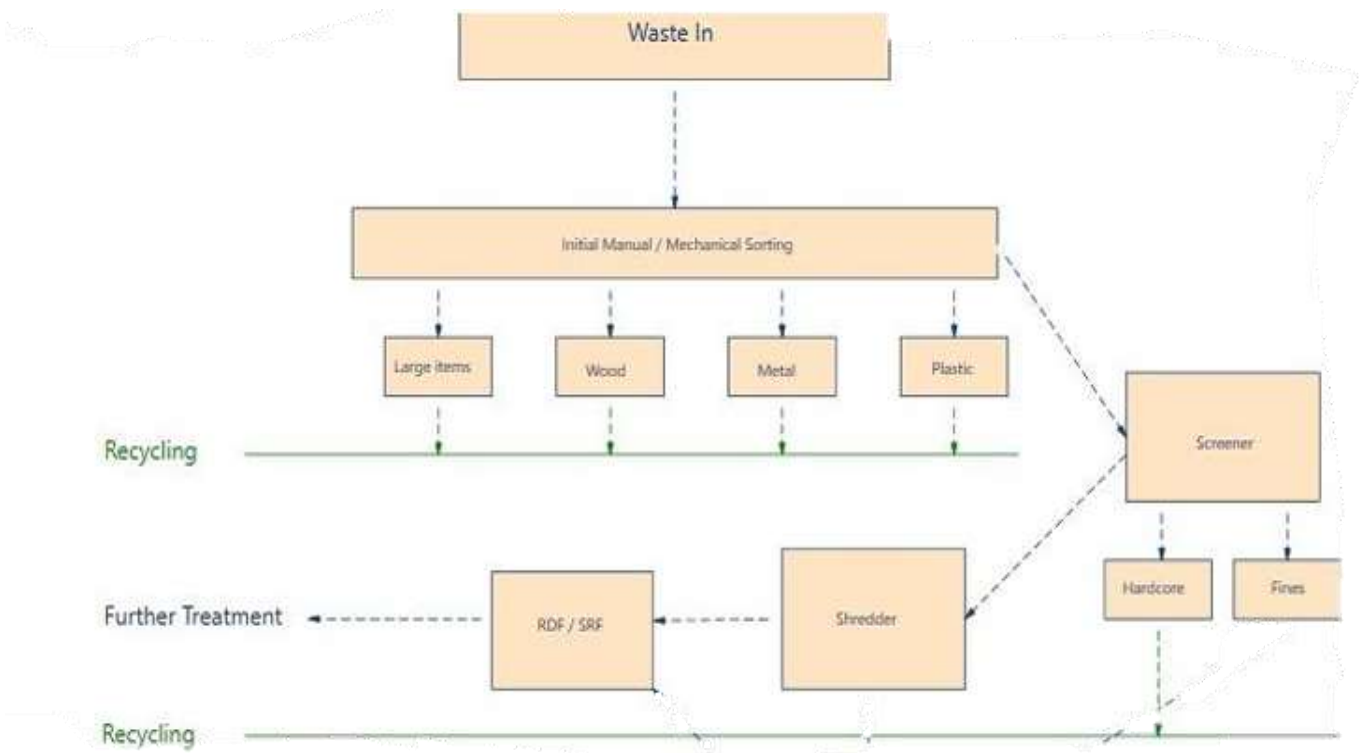 Waste In
Initial Manual / Mechanical Sorting
Large items
Wood
Metal
Plastic
Recycling
Screener
Hardcore
Fines
Further Treatment
RDF / SRF
Shredder
Recycling